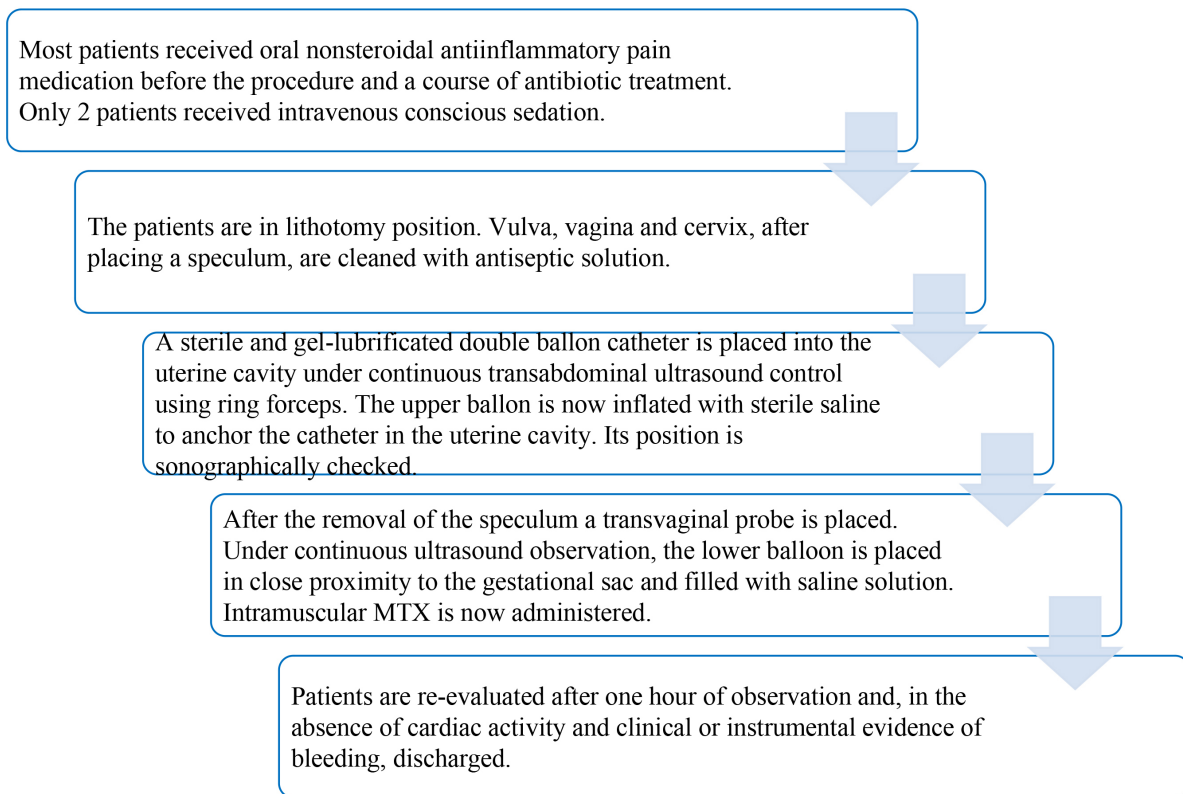 Most patients received oral nonsteroidal antiinflammatory pain
medication before the procedure and a course of antibiotic treatment.
Only 2 patients received intravenous conscious sedation.
The patients are in lithotomy position. Vulva, vagina and cervix, after
placing a speculum, are cleaned with antiseptic solution.
A sterile and gel-lubrificated double ballon catheter is placed into the
uterine cavity under continuous transabdominal ultrasound control
using ring forceps. The upper ballon is now inflated with sterile saline
to anchor the catheter in the uterine cavity. Its position is
sonographically checked.
After the removal of the speculum a transvaginal probe is placed.
Under continuous ultrasound observation, the lower balloon is placed
in close proximity to the gestational sac and filled with saline solution.
Intramuscular MTX is now administered.
Patients are re-evaluated after one hour of observation and, in the
absence of cardiac activity and clinical or instrumental evidence of
bleeding, discharged.